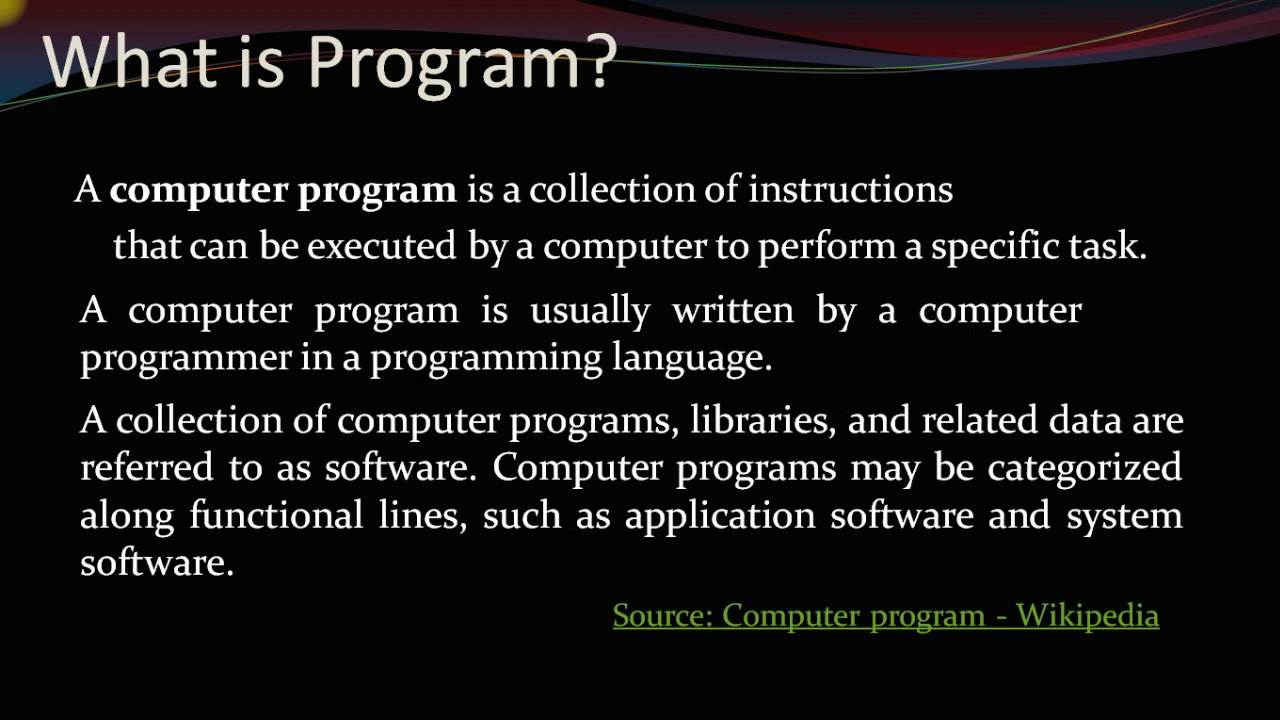 What is Program?
A computer program is a collection of instructions
that can be executed by a computer to perform a specific task.
A computer program is usually written by a computer
programmer in a programming language.
A collection of computer programs, libraries, and related data are
referred to as software. Computer programs may be categorized
along functional lines, such as application software and system
software.
Source: Computer program - Wikipedia